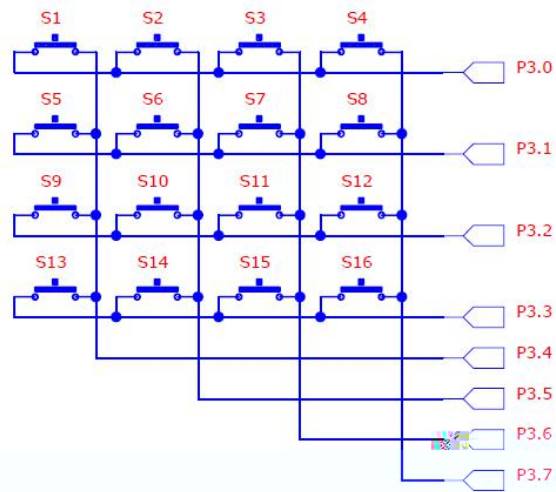 S1 S2 S3 S4
P3.0
S5 S6 S7 S8
P3.1
S9 S10 S11 S12
P3.2
S13 S14 S15 S16
P3.3
P3.4
P3.5
P3.6
P3.7